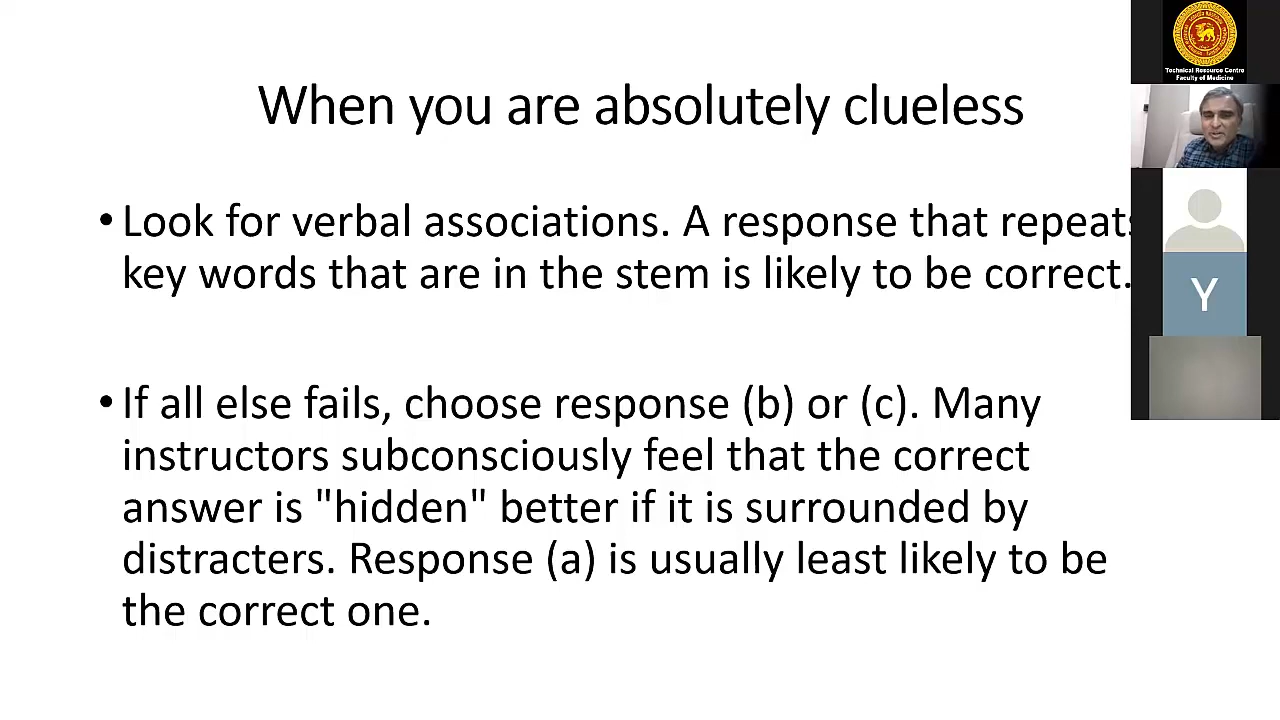 When you are absolutely clueless
• Look for verbal associations. A response that repeats
key words that are in the stem is likely to be correct.
• If all else fails, choose response (b) or (c). Many
instructors subconsciously feel that the correct
answer is "hidden" better if it is surrounded by
distracters. Response (a) is usually least likely to be
the correct one.
Technical Resource Centre
Faculty of Medicine
Y